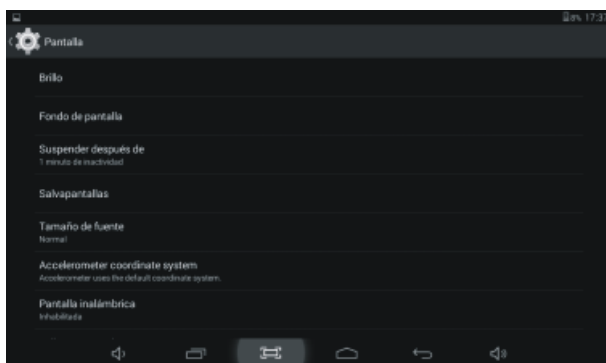 17:37
Pantalla
Brillo
Fondo de pantalla
Suspender después de
1 minuto de inactividad
Salvapantallas
Tamaño de fuente
Normal
Accelerometer coordinate system
Accelerometer uses the default coordinate system.
Pantalla inalámbrica
Inhabilitada